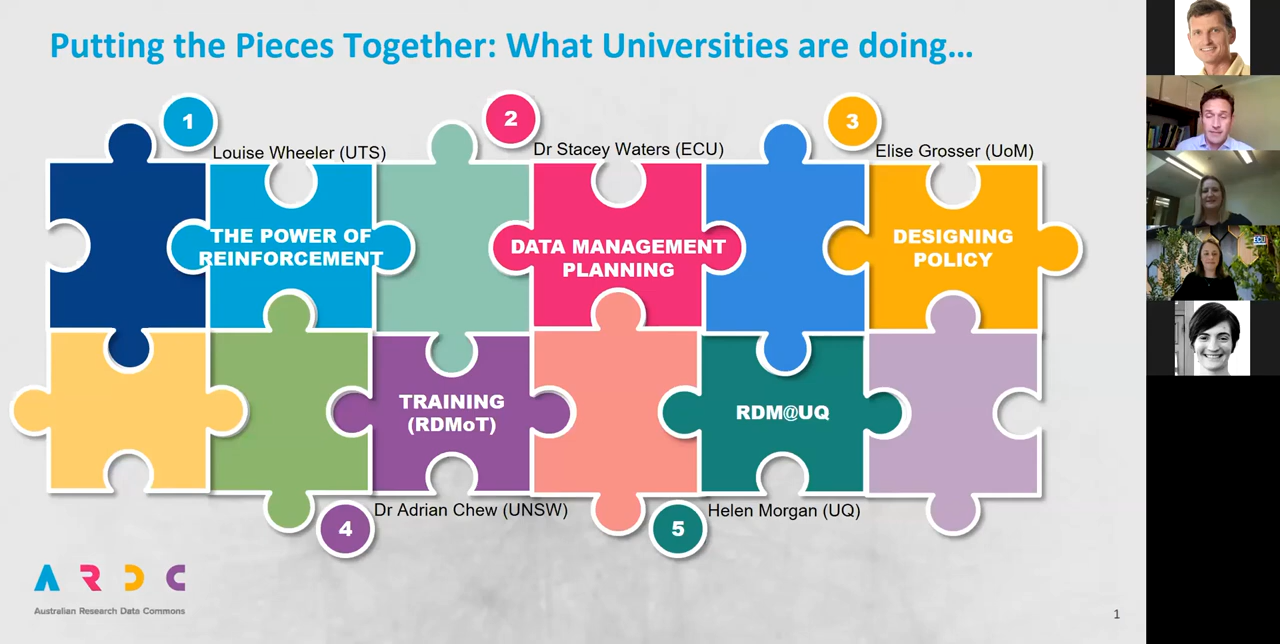 Putting the Pieces Together: What Universities are doing…
1
Louise Wheeler (UTS)
THE POWER OF
REINFORCEMENT
2
Dr Stacey Waters (ECU)
DATA MANAGEMENT
PLANNING
3
Elise Grosser (UoM)
DESIGNING
POLICY
TRAINING
(RDMoT)
4
Dr Adrian Chew (UNSW)
RDM@UQ
5
Helen Morgan (UQ)
ARDC
Australian Research Data Commons
1
ECU